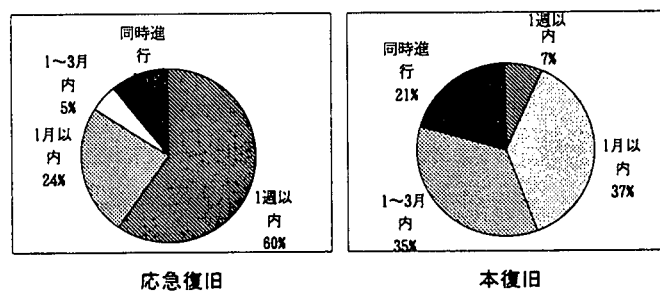 同時進
行
1～3月
内
5%
1月以
内
24%
1週以
内
60%
応急復旧
1週以
内
7%
同時進
行
21%
1月以
内
37%
1～3月
内
35%
本復旧